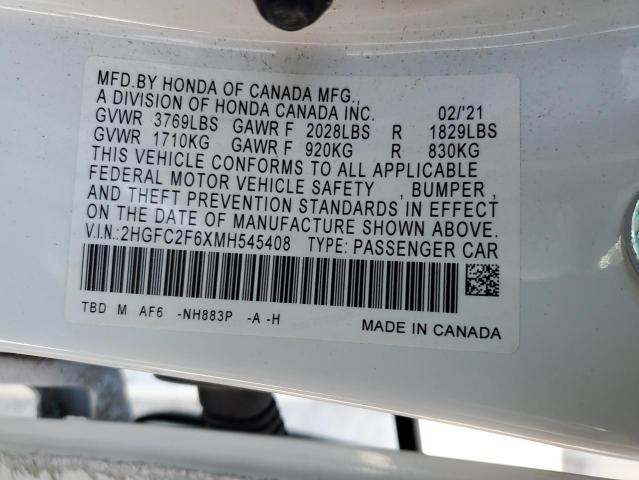 MFD.BY HONDA OF CANADA MFG.,
A DIVISION OF HONDA CANADA INC. 02/'21
GVWR 3769LBS GAWR F 2028LBS R 1829LBS
GVWR 1710KG GAWR F 920KG R 830KG
THIS VEHICLE CONFORMS TO ALL APPLICABLE
FEDERAL MOTOR VEHICLE SAFETY , BUMPER,
AND THEFT PREVENTION STANDARDS IN EFFECT
ON THE DATE OF MANUFACTURE SHOWN ABOVE.
V.I.N.:2HGFC2F6XMH545408 TYPE: PASSENGER CAR
TBD M AF6 -NH883P -A -H
MADE IN CANADA